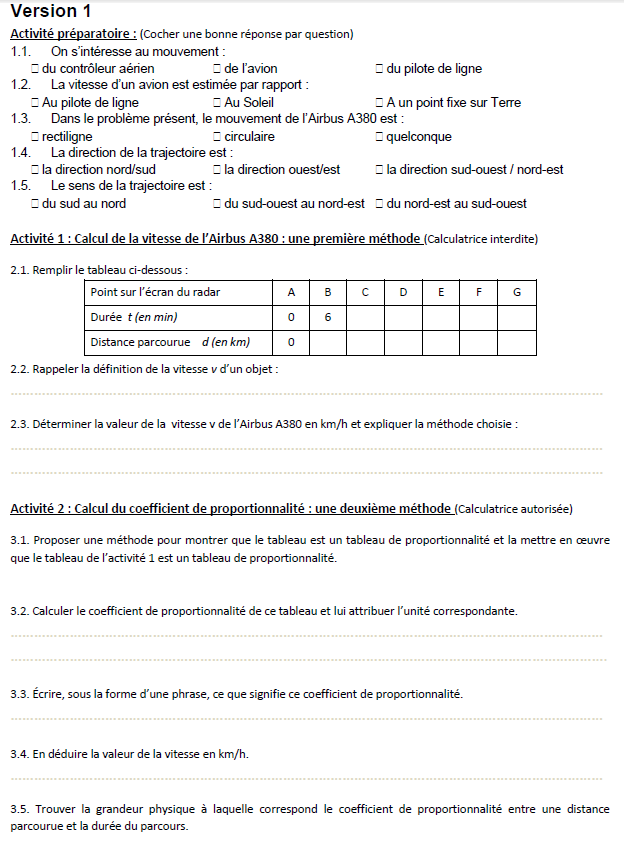 Version 1
Activité préparatoire : (Cocher une bonne réponse par question)
1.1. On s'intéresse au mouvement :
□ du contrôleur aérien □ de l'avion □ du pilote de ligne
1.2. La vitesse d'un avion est estimée par rapport :
□ Au pilote de ligne □ Au Soleil □ A un point fixe sur Terre
1.3. Dans le problème présent, le mouvement de l'Airbus A380 est :
□ rectiligne □ circulaire □ quelconque
1.4. La direction de la trajectoire est :
□ la direction nord/sud □ la direction ouest/est □ la direction sud-ouest / nord-est
1.5. Le sens de la trajectoire est :
□ du sud au nord □ du sud-ouest au nord-est □ du nord-est au sud-ouest
Activité 1 : Calcul de la vitesse de l'Airbus A380 : une première méthode (Calculatrice interdite)
2.1. Remplir le tableau ci-dessous :
Point sur l'écran du radar A B C D E F G
Durée t (en min) 0 6
Distance parcourue d (en km) 0
2.2. Rappeler la définition de la vitesse v d'un objet :
2.3. Déterminer la valeur de la vitesse v de l'Airbus A380 en km/h et expliquer la méthode choisie :
Activité 2 : Calcul du coefficient de proportionnalité : une deuxième méthode (Calculatrice autorisée)
3.1. Proposer une méthode pour montrer que le tableau est un tableau de proportionnalité et la mettre en œuvre
que le tableau de l'activité 1 est un tableau de proportionnalité.
3.2. Calculer le coefficient de proportionnalité de ce tableau et lui attribuer l'unité correspondante.
3.3. Écrire, sous la forme d'une phrase, ce que signifie ce coefficient de proportionnalité.
3.4. En déduire la valeur de la vitesse en km/h.
3.5. Trouver la grandeur physique à laquelle correspond le coefficient de proportionnalité entre une distance
parcourue et la durée du parcours.